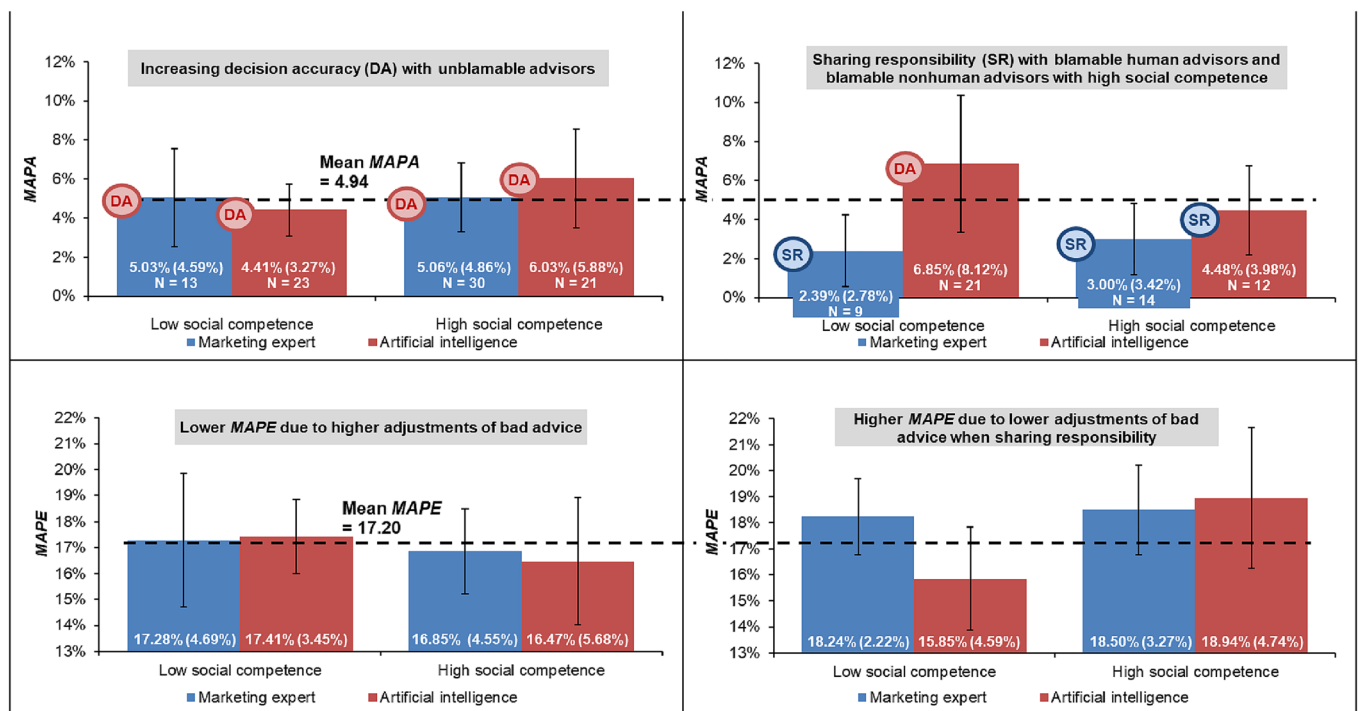 Increasing decision accuracy (DA) with unblamable advisors
12%
10%
8%
6%
4%
2%
0%
MAPA
Mean MAPA
= 4.94
DA
DA
DA
DA
5.03% (4.59%)
N = 13
4.41% (3.27%)
N = 23
5.06% (4.86%)
N = 30
6.03% (5.88%)
N = 21
Low social competence
High social competence
Marketing expert
Artificial intelligence
Sharing responsibility (SR) with blamable human advisors and
blamable nonhuman advisors with high social competence
12%
10%
8%
6%
4%
2%
0%
MAPA
SR
DA
SR
SR
2.39% (2.78%)
N = 9
6.85% (8.12%)
N = 21
3.00% (3.42%)
N = 14
4.48% (3.98%)
N = 12
Low social competence
High social competence
Marketing expert
Artificial intelligence
Lower MAPE due to higher adjustments of bad advice
22%
21%
20%
19%
18%
17%
16%
15%
14%
13%
MAPE
Mean MAPE
= 17.20
17.28% (4.69%)
17.41% (3.45%)
16.85% (4.55%)
16.47% (5.68%)
Low social competence
High social competence
Marketing expert
Artificial intelligence
Higher MAPE due to lower adjustments of bad
advice when sharing responsibility
22%
21%
20%
19%
18%
17%
16%
15%
14%
13%
MAPE
18.24% (2.22%)
15.85% (4.59%)
18.50% (3.27%)
18.94% (4.74%)
Low social competence
High social competence
Marketing expert
Artificial intelligence